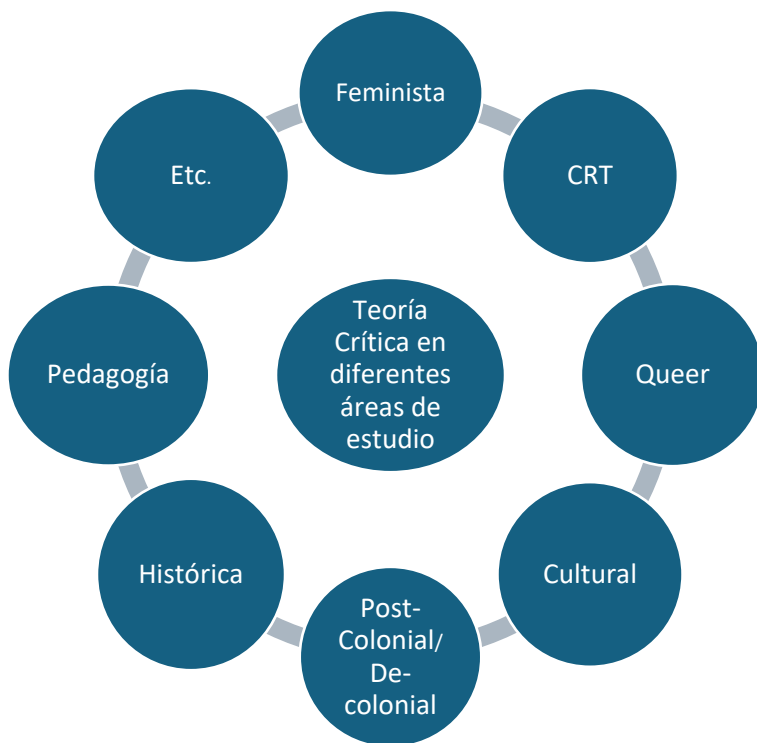 Feminista
CRT
Queer
Cultural
Post-
Colonial/
De-
colonial
Histórica
Pedagogía
Etc.
Teoría
Crítica en
diferentes
áreas de
estudio